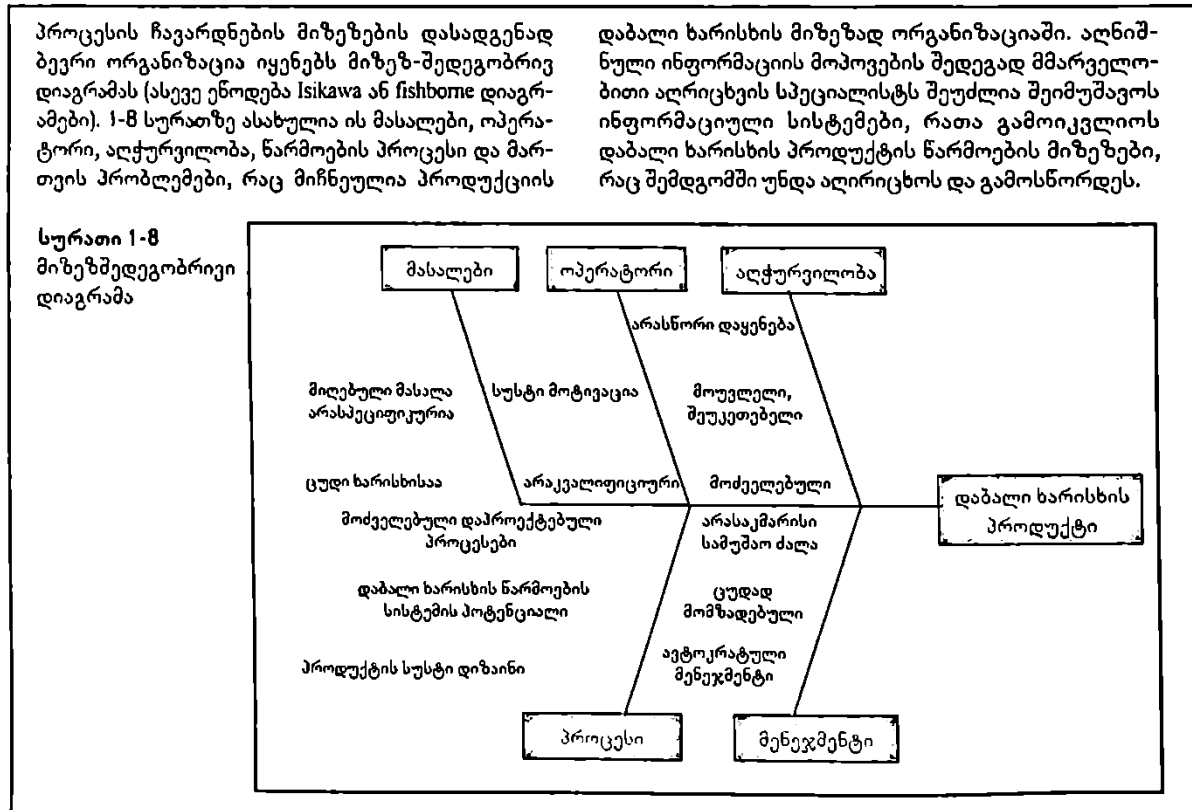 პროცესის ჩავარდნების მიზეზების დასადგენად
ბევრი ორგანიზაცია იყენებს მიზეზ-შედეგობრივ
დიაგრამას (ასევე ეწოდება Isikawa ან fishborne დიაგრ-
ამები). 1-8 სურათზე ასახულია ის მასალები, ოპერა-
ტორი, აღჭურვილობა, წარმოების პროცესი და მარ-
თვის პრობლემები, რაც მიჩნეულია პროდუქციის
დაბალი ხარისხის მიზეზად ორგანიზაციაში. აღნიშ-
ნული ინფორმაციის მოპოვების შედეგად მმართველო-
ბითი აღრიცხვის სპეციალისტს შეუძლია შეიმუშავოს
ინფორმაციული სისტემები, რათა გამოიკვლიოს
დაბალი ხარისხის პროდუქტის წარმოების მიზეზები,
რაც შემდგომში უნდა აღირიცხოს და გამოსწორდეს.
სურათი 1-8
მიზეზშედეგობრივი
დიაგრამა
მასალები
ოპერატორი
აღჭურვილობა
არასწორი დაყენება
მიღებული მასალა
არასპეციფიკურია
სუსტი მოტივაცია
მოუვლელი,
შეუკეთებელი
ცუდი ხარისხისაა
არაკვალიფიციური
მოძველებული
დაბალი ხარისხის
პროდუქტი
მოძველებული დაპროექტებული
პროცესები
არასაკმარისი
სამუშაო ძალა
დაბალი ხარისხის წარმოების
სისტემის პოტენციალი
ცუდად
მომზადებული
პროდუქტის სუსტი დიზაინი
ავტოკრატული
მენეჯმენტი
პროცესი
მენეჯმენტი